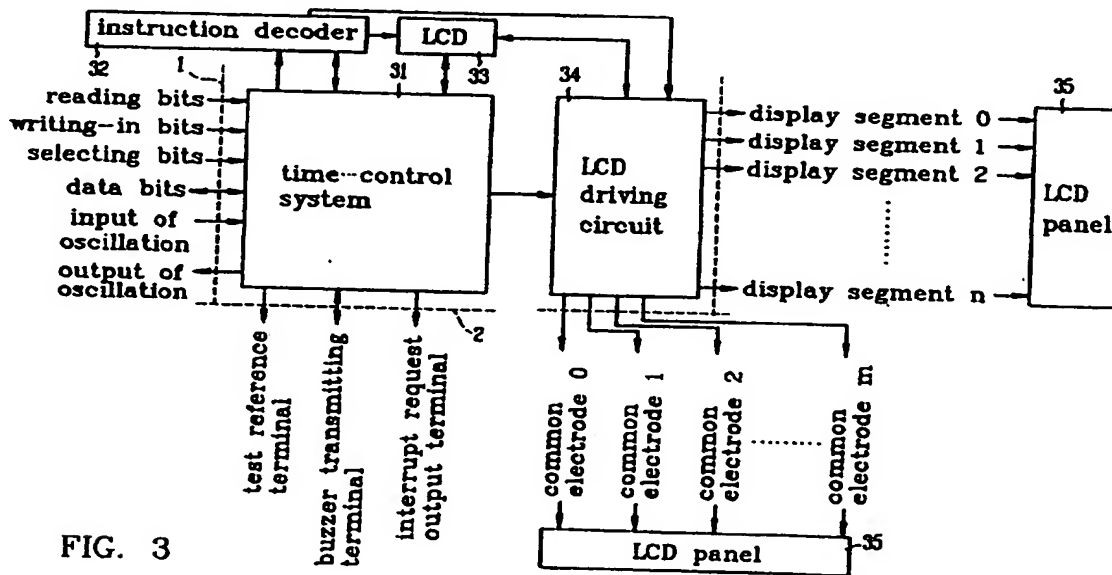 instruction decoder
LCD
32
33
1
31
34
35
reading bits
writing-in bits
selecting bits
data bits
input of
oscillation
output of
oscillation
time-control
system
LCD
driving
circuit
display segment 0
display segment 1
display segment 2
display segment n
LCD
panel
2
test reference
terminal
buzzer transmitting
terminal
interrupt request
output terminal
common
electrode 0
common
electrode 1
common
electrode 2
common
electrode m
LCD panel
35
FIG. 3